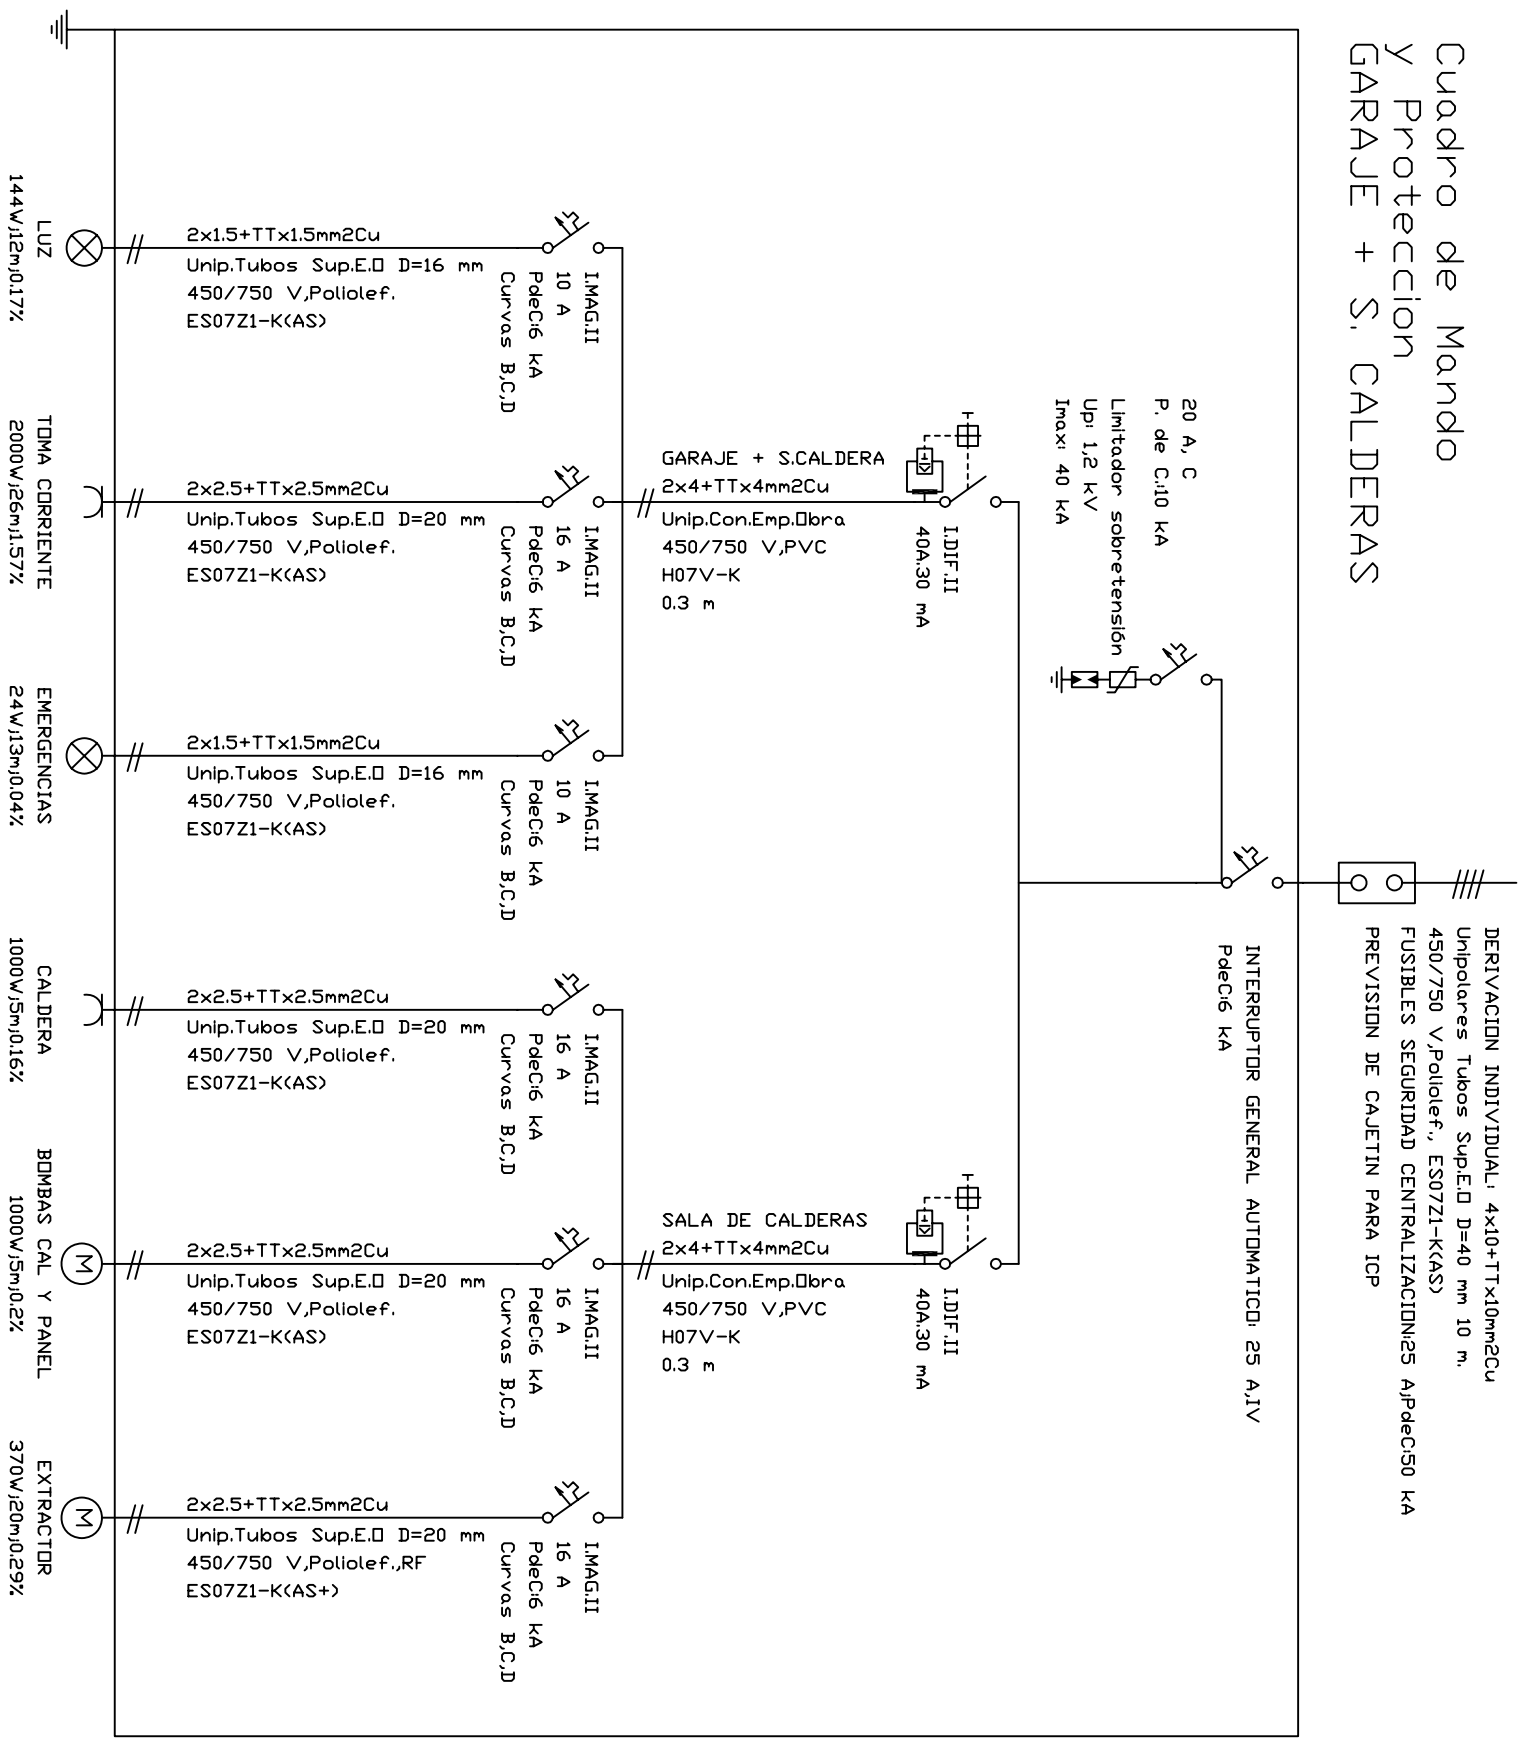 Cuadro de Mando
y Proteccion
GARAJE + S. CALDERAS
DERIVACION INDIVIDUAL: 4x10+TTx10mm2Cu
Unipolares Tubos Sup.E.O D=40 mm 10 m.
450/750 V,Poliolef., ES07Z1-K(AS)
FUSIBLES SEGURIDAD CENTRALIZACION:25 A;PdeC:50 kA
PREVISION DE CAJETIN PARA ICP
INTERRUPTOR GENERAL AUTOMATICO: 25 A,IV
PdeC:6 kA
20 A, C
P. de C.:10 kA
Limitador sobretensión
Up: 1,2 kV
Imax: 40 kA
I.DIF.II
40A.30 mA
GARAJE + S.CALDERA
2x4+TTx4mm2Cu
Unip.Con.Emp.Obra
450/750 V,PVC
H07V-K
0.3 m
I.DIF.II
40A.30 mA
SALA DE CALDERAS
2x4+TTx4mm2Cu
Unip.Con.Emp.Obra
450/750 V,PVC
H07V-K
0.3 m
I.MAG.II
10 A
PdeC:6 kA
Curvas B,C,D
2x1.5+TTx1.5mm2Cu
Unip.Tubos Sup.E.O D=16 mm
450/750 V,Poliolef.
ES07Z1-K(AS)
LUZ
144W;12m;0.17%
I.MAG.II
16 A
PdeC:6 kA
Curvas B,C,D
2x2.5+TTx2.5mm2Cu
Unip.Tubos Sup.E.O D=20 mm
450/750 V,Poliolef.
ES07Z1-K(AS)
TOMA CORRIENTE
2000W;26m;1.57%
I.MAG.II
10 A
PdeC:6 kA
Curvas B,C,D
2x1.5+TTx1.5mm2Cu
Unip.Tubos Sup.E.O D=16 mm
450/750 V,Poliolef.
ES07Z1-K(AS)
EMERGENCIAS
24W;13m;0.04%
I.MAG.II
16 A
PdeC:6 kA
Curvas B,C,D
2x2.5+TTx2.5mm2Cu
Unip.Tubos Sup.E.O D=20 mm
450/750 V,Poliolef.
ES07Z1-K(AS)
CALDERA
1000W;5m;0.16%
I.MAG.II
16 A
PdeC:6 kA
Curvas B,C,D
2x2.5+TTx2.5mm2Cu
Unip.Tubos Sup.E.O D=20 mm
450/750 V,Poliolef.
ES07Z1-K(AS)
M
BOMBAS CAL Y PANEL
1000W;5m;0.2%
I.MAG.II
16 A
PdeC:6 kA
Curvas B,C,D
2x2.5+TTx2.5mm2Cu
Unip.Tubos Sup.E.O D=20 mm
450/750 V,Poliolef.,RF
ES07Z1-K(AS+)
M
EXTRACTOR
370W;20m;0.29%